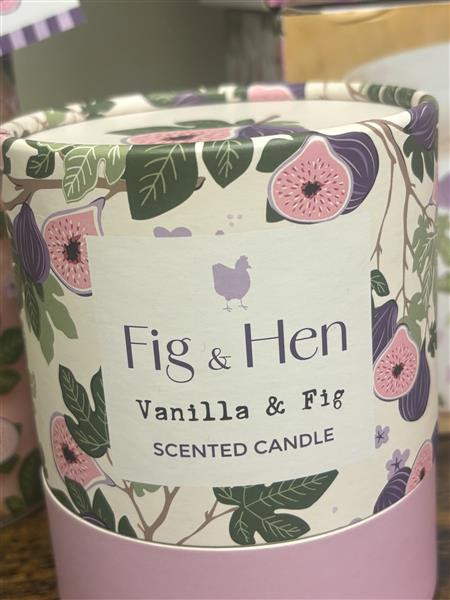 Fig & Hen
Vanilla & Fig
SCENTED CANDLE